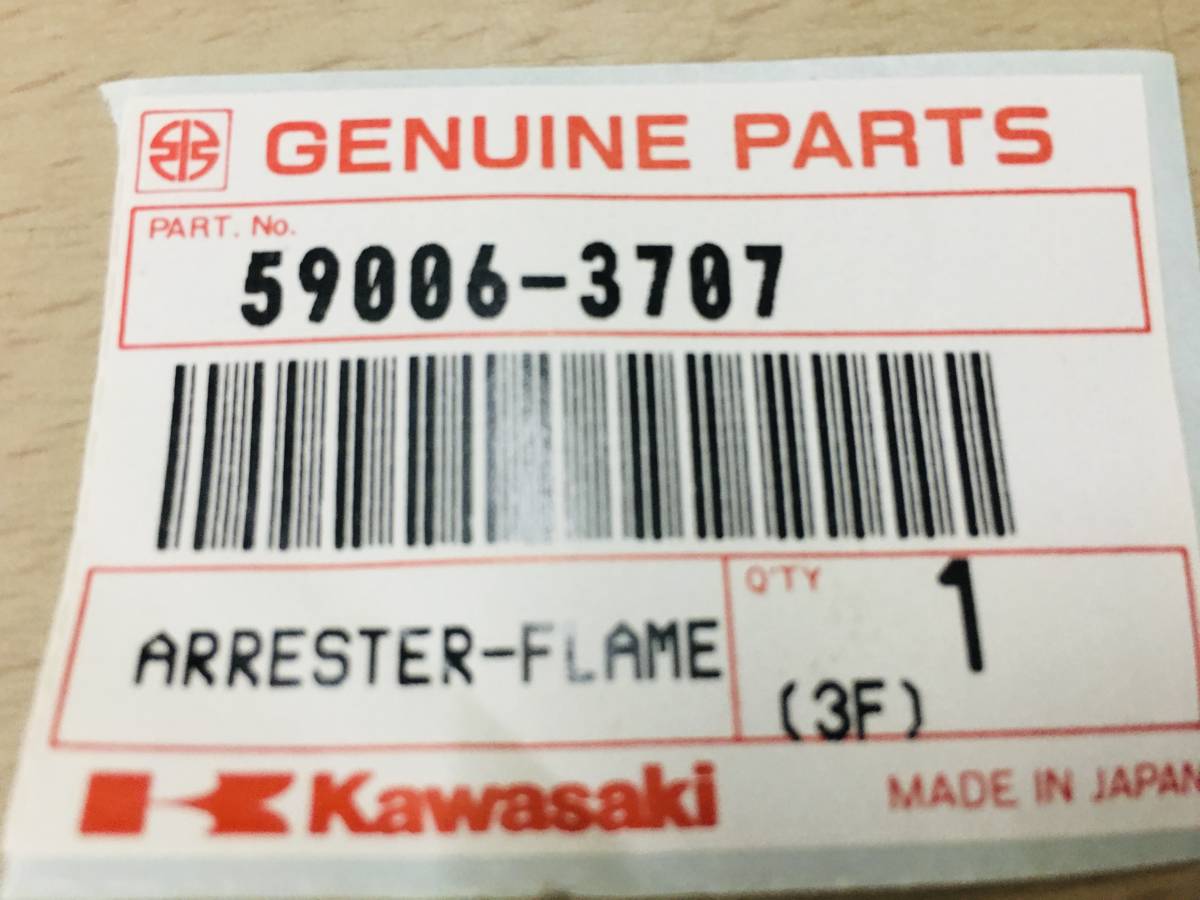 GENUINE PARTS
PART. No.
59006-3707
ARRESTER-FLAME
Q'TY
1
(3F)
Kawasaki
MADE IN JAPAN